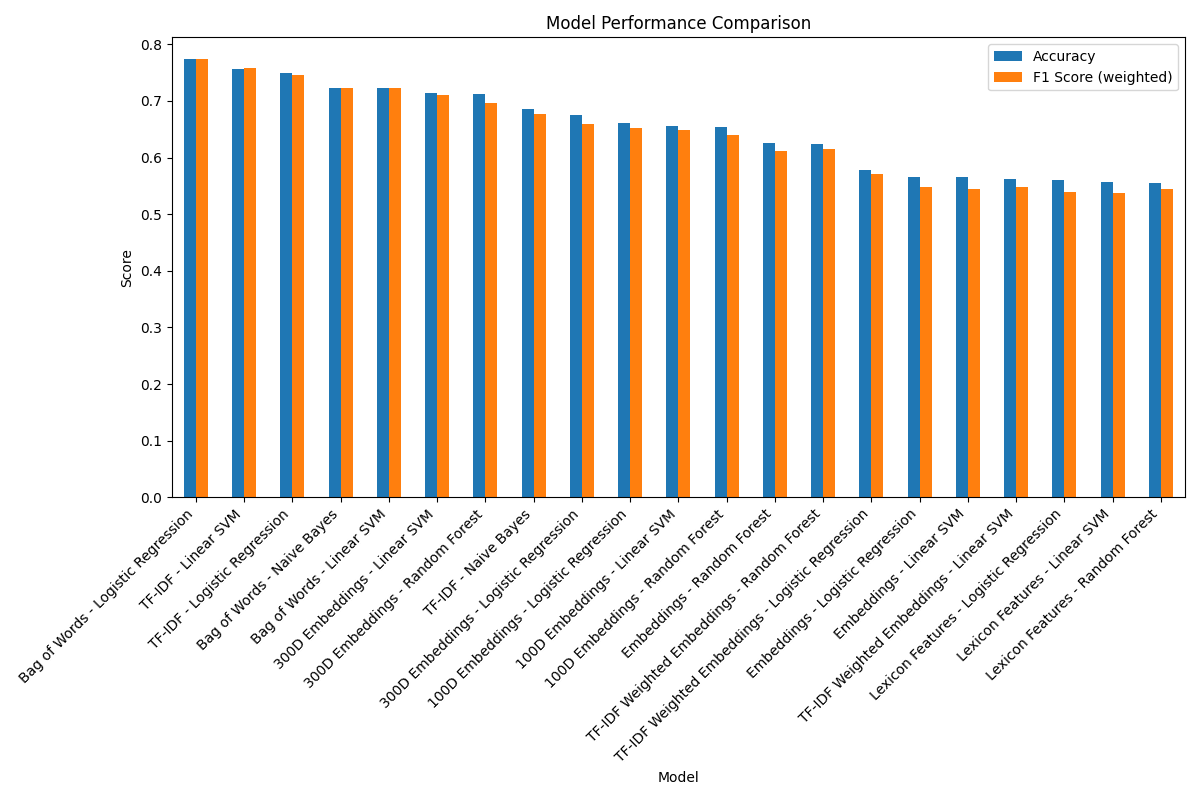 Model Performance Comparison
Accuracy
F1 Score (weighted)
Score
0.8
0.7
0.6
0.5
0.4
0.3
0.2
0.1
0.0
Bag of Words - Logistic Regression
TF-IDF - Linear SVM
TF-IDF - Logistic Regression
Bag of Words - Naive Bayes
Bag of Words - Linear SVM
300D Embeddings - Linear SVM
300D Embeddings - Random Forest
TF-IDF - Naive Bayes
300D Embeddings - Logistic Regression
100D Embeddings - Logistic Regression
100D Embeddings - Linear SVM
100D Embeddings - Random Forest
Embeddings - Random Forest
TF-IDF Weighted Embeddings - Random Forest
TF-IDF Weighted Embeddings - Logistic Regression
Embeddings - Logistic Regression
Embeddings - Linear SVM
TF-IDF Weighted Embeddings - Linear SVM
Lexicon Features - Logistic Regression
Lexicon Features - Linear SVM
Lexicon Features - Random Forest
Model